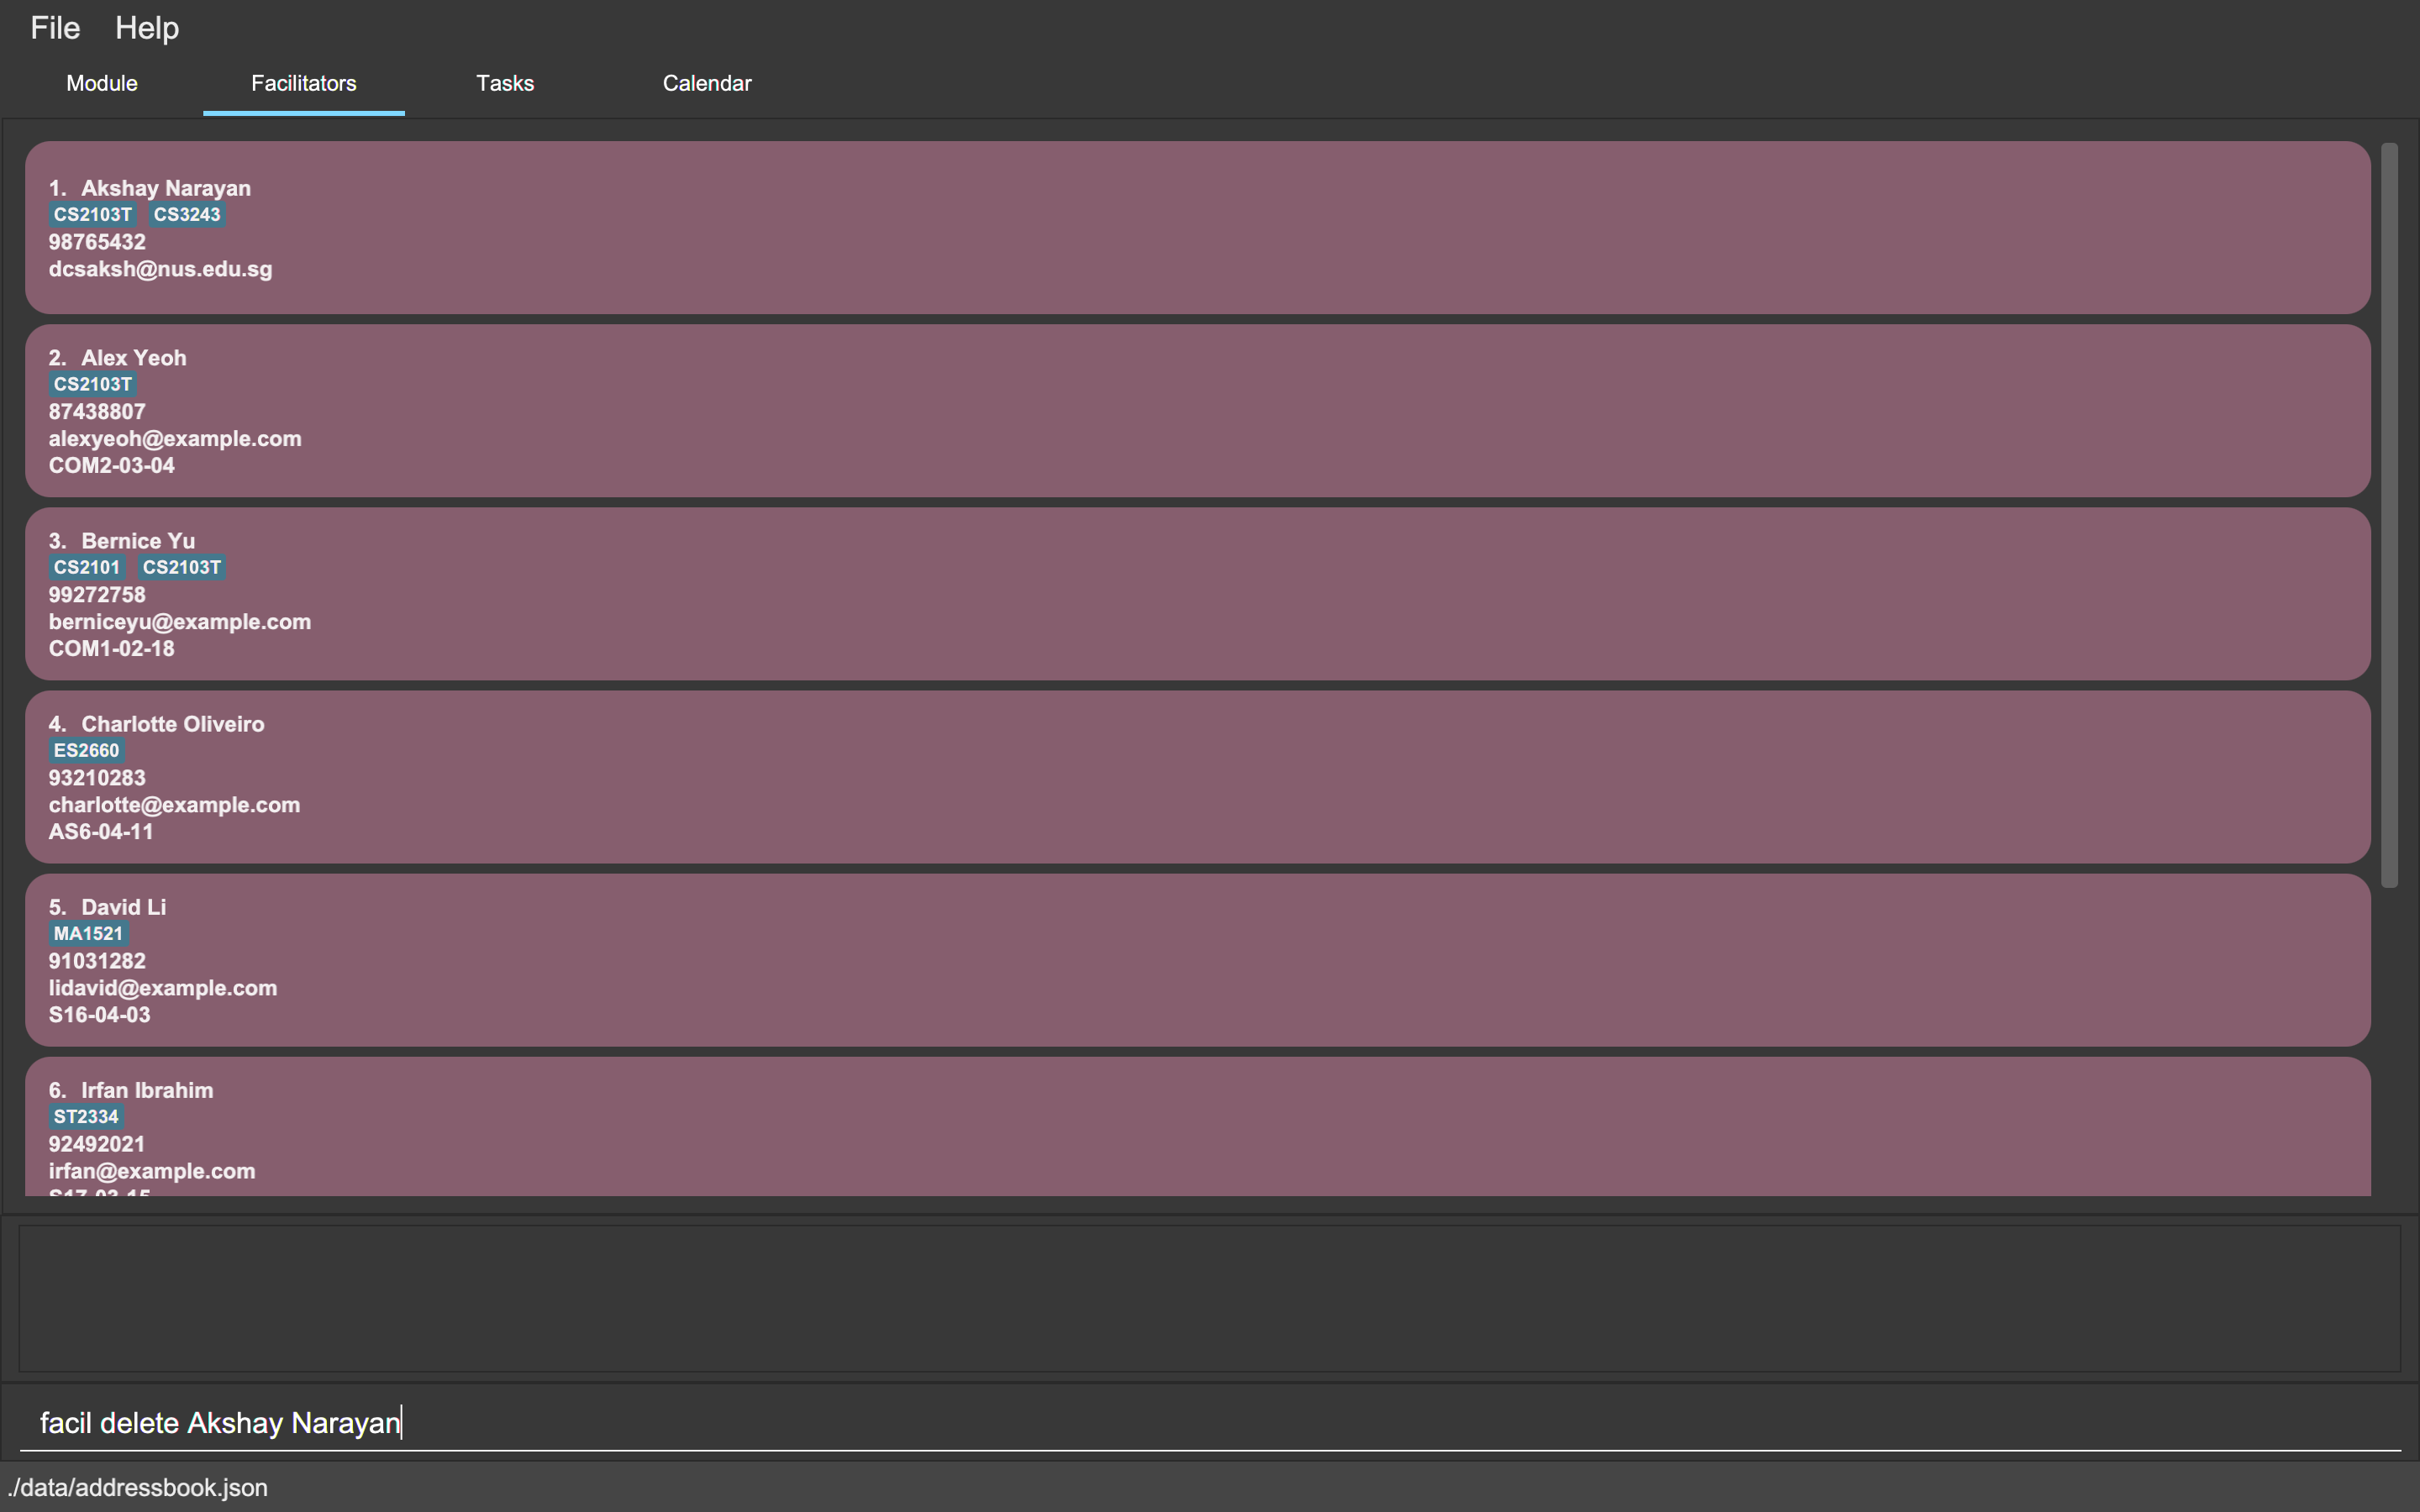 File Help
Module Facilitators Tasks Calendar
1. Akshay Narayan
CS2103T CS3243
98765432
dcsaksh@nus.edu.sg
2. Alex Yeoh
CS2103T
87438807
alexyeoh@example.com
COM2-03-04
3. Bernice Yu
CS2101 CS2103T
99272758
berniceyu@example.com
COM1-02-18
4. Charlotte Oliveiro
ES2660
93210283
charlotte@example.com
AS6-04-11
5. David Li
MA1521
91031282
lidavid@example.com
S16-04-03
6. Irfan Ibrahim
ST2334
92492021
irfan@example.com
facil delete Akshay Narayan
./data/addressbook.json